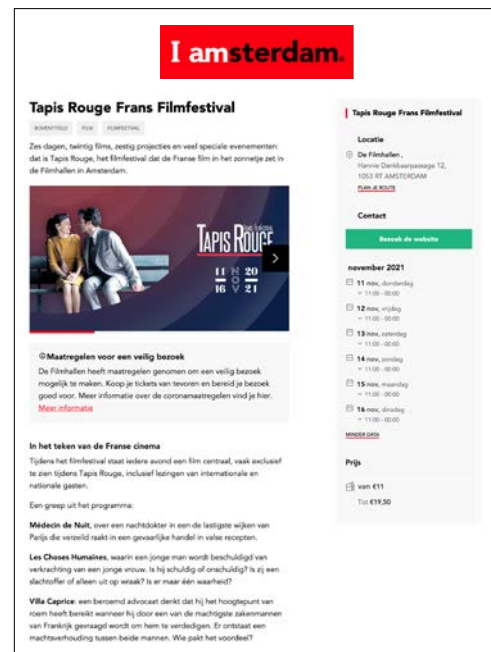 I amsterdam.
Tapis Rouge Frans Filmfestival
BOVENTITELD FILM FILMFESTIVAL
Zes dagen, twintig films, zestig projecties en veel speciale evenementen:
dat is Tapis Rouge, het filmfestival dat de Franse film in het zonnetje zet in
de Filmhallen in Amsterdam.
TAPIS ROUGE
11 NOV 20
16 21
Maatregelen voor een veilig bezoek
De Filmhallen heeft maatregelen genomen om een veilig bezoek
mogelijk te maken. Koop je tickets van tevoren en bereid je bezoek
goed voor. Meer informatie over de coronamaatregelen vind je hier.
Meer informatie
In het teken van de Franse cinema
Tijdens het filmfestival staat iedere avond een film centraal, vaak exclusief
te zien tijdens Tapis Rouge, inclusief lezingen van internationale en
nationale gasten.
Een greep uit het programma:
Médecin de Nuit, over een nachtdokter in een de lastigste wijken van
Parijs die verzeild raakt in een gevaarlijke handel in valse recepten.
Les Choses Humaines, waarin een jonge man wordt beschuldigd van
verkrachting van een jonge vrouw. Is hij schuldig of onschuldig? Is zij een
slachtoffer of alleen uit op wraak? Is er maar één waarheid?
Villa Caprice: een beroemd advocaat denkt dat hij het hoogtepunt van
roem heeft bereikt wanneer hij door een van de machtigste zakenmannen
van Frankrijk gevraagd wordt om hem te verdedigen. Er ontstaat een
machtsverhouding tussen beide mannen. Wie pakt het voordeel?
Tapis Rouge Frans Filmfestival
Locatie
De Filmhallen,
Hannie Dankbaarpassage 12,
1053 RT AMSTERDAM
PLAN JE ROUTE
Contact
Bezoek de website
november 2021
11 nov, donderdag
11:00 - 00:00
12 nov, vrijdag
11:00 - 00:00
13 nov, zaterdag
11:00 - 00:00
14 nov, zondag
11:00 - 00:00
15 nov, maandag
11:00 - 00:00
16 nov, dinsdag
11:00 - 00:00
MINDER DATA
Prijs
van €11
Tot €19,50